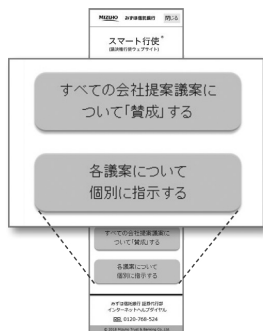 MIZUHO みずほ信託銀行 閉じる
スマート行使®
(議決権行使ウェブサイト)
すべての会社提案議案に
ついて「賛成」する
各議案について
個別に指示する
すべての会社提案議案に
ついて「賛成」する
各議案について
個別に指示する
みずほ信託銀行 証券代行部
インターネットヘルプダイヤル
0120-768-524
© 2019 Mizuho Trust & Banking Co., Ltd.